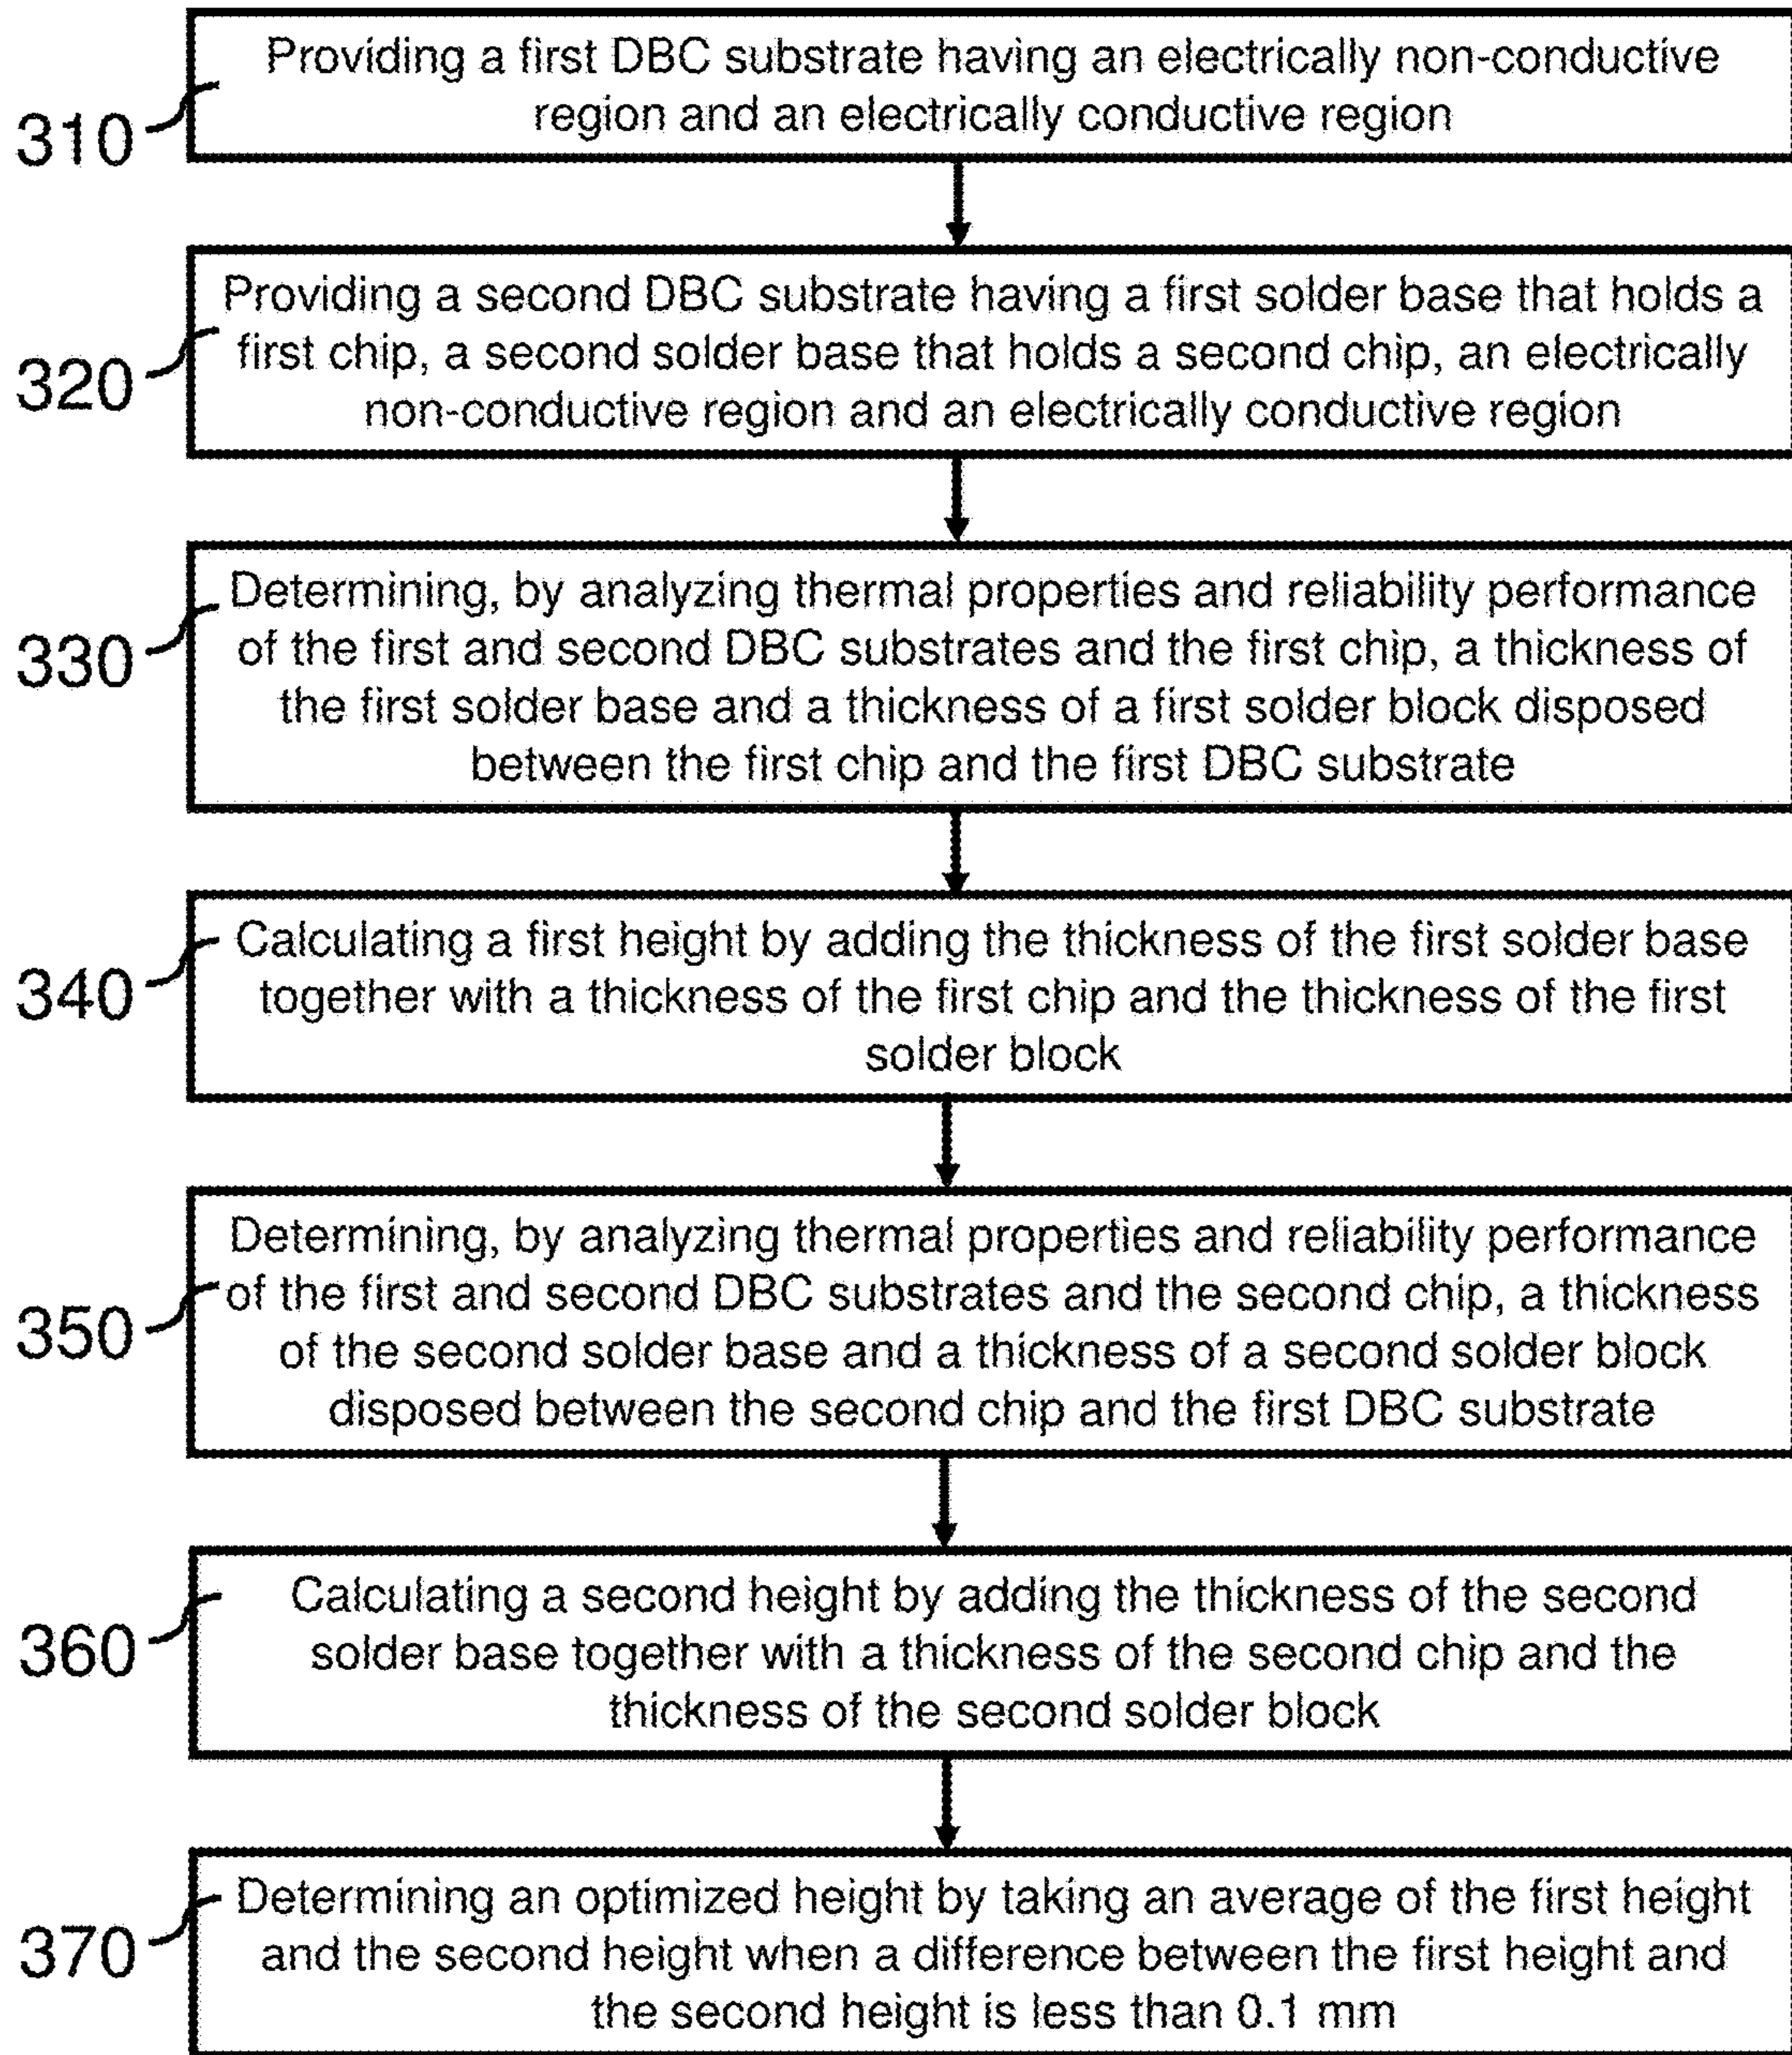 Providing a first DBC substrate having an electrically non-conductive
region and an electrically conductive region
310
Providing a second DBC substrate having a first solder base that holds a
first chip, a second solder base that holds a second chip, an electrically
non-conductive region and an electrically conductive region
320
Determining, by analyzing thermal properties and reliability performance
of the first and second DBC substrates and the first chip, a thickness of
the first solder base and a thickness of a first solder block disposed
between the first chip and the first DBC substrate
330
Calculating a first height by adding the thickness of the first solder base
together with a thickness of the first chip and the thickness of the first
solder block
340
Determining, by analyzing thermal properties and reliability performance
of the first and second DBC substrates and the second chip, a thickness
of the second solder base and a thickness of a second solder block
disposed between the second chip and the first DBC substrate
350
Calculating a second height by adding the thickness of the second
solder base together with a thickness of the second chip and the
thickness of the second solder block
360
Determining an optimized height by taking an average of the first height
and the second height when a difference between the first height and
the second height is less than 0.1 mm
370